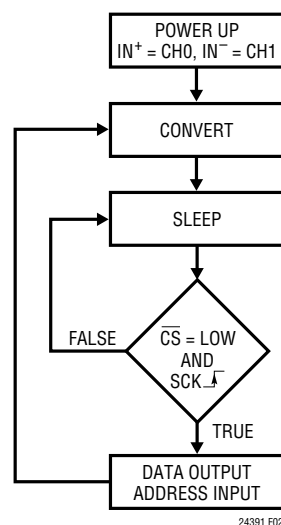 POWER UP
IN⁺ = CH0, IN⁻ = CH1
CONVERT
SLEEP
FALSE
C̅S̅ = LOW
AND
SCK
TRUE
DATA OUTPUT
ADDRESS INPUT
24391 F02